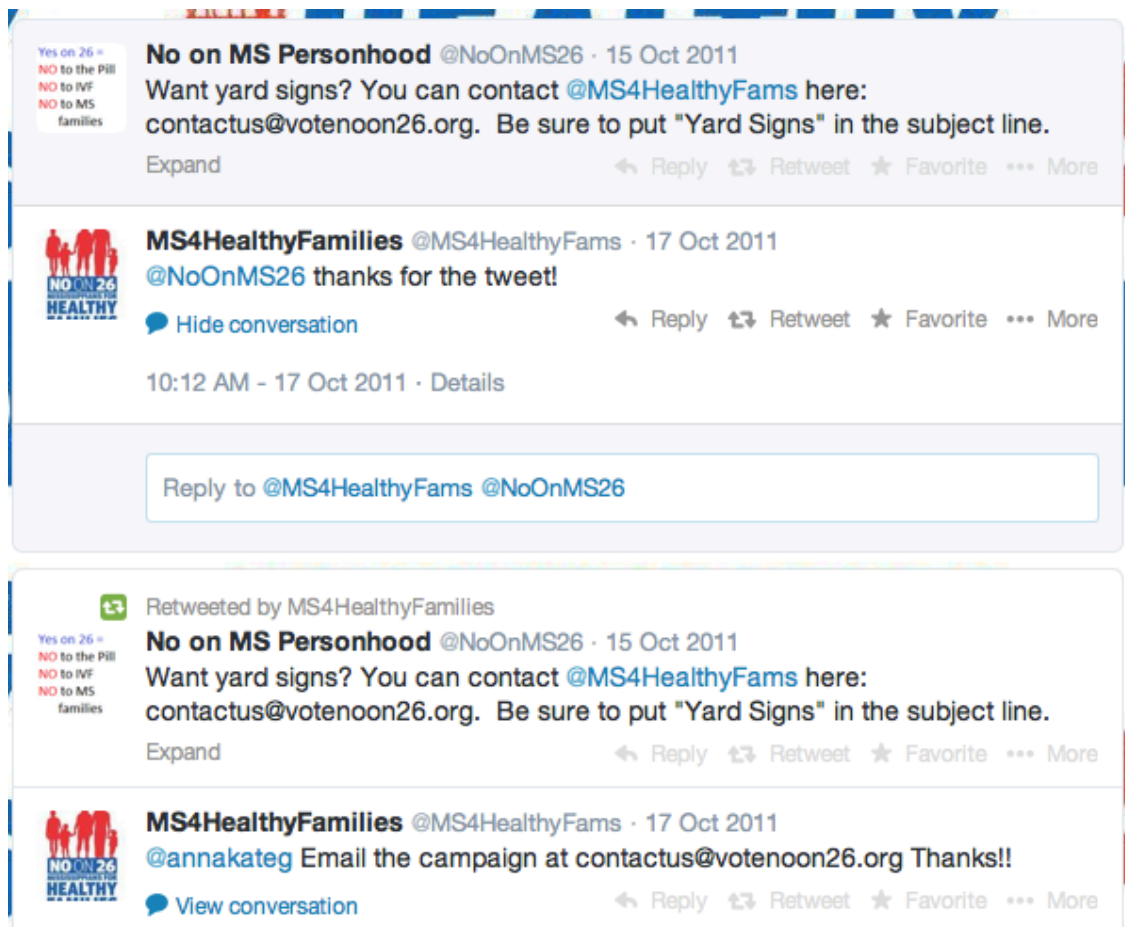 Yes on 26 =
NO to the Pill
NO to IVF
NO to MS
families
No on MS Personhood @NoOnMS26 · 15 Oct 2011
Want yard signs? You can contact @MS4HealthyFams here:
contactus@votenoon26.org.  Be sure to put "Yard Signs" in the subject line.
Expand
Reply Retweet Favorite More
NO ON 26
HEALTHY
MS4HealthyFamilies @MS4HealthyFams · 17 Oct 2011
@NoOnMS26 thanks for the tweet!
Hide conversation
Reply Retweet Favorite More
10:12 AM - 17 Oct 2011 · Details
Reply to @MS4HealthyFams @NoOnMS26
Retweeted by MS4HealthyFamilies
Yes on 26 =
NO to the Pill
NO to IVF
NO to MS
families
No on MS Personhood @NoOnMS26 · 15 Oct 2011
Want yard signs? You can contact @MS4HealthyFams here:
contactus@votenoon26.org.  Be sure to put "Yard Signs" in the subject line.
Expand
Reply Retweet Favorite More
NO ON 26
HEALTHY
MS4HealthyFamilies @MS4HealthyFams · 17 Oct 2011
@annakateg Email the campaign at contactus@votenoon26.org Thanks!!
View conversation
Reply Retweet Favorite More